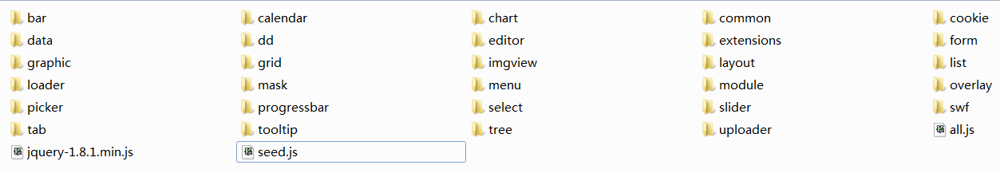 bar calendar chart common cookie
data dd editor extensions form
graphic grid imgview layout list
loader mask menu module overlay
picker progressbar select slider swf
tab tooltip tree uploader all.js
jquery-1.8.1.min.js seed.js